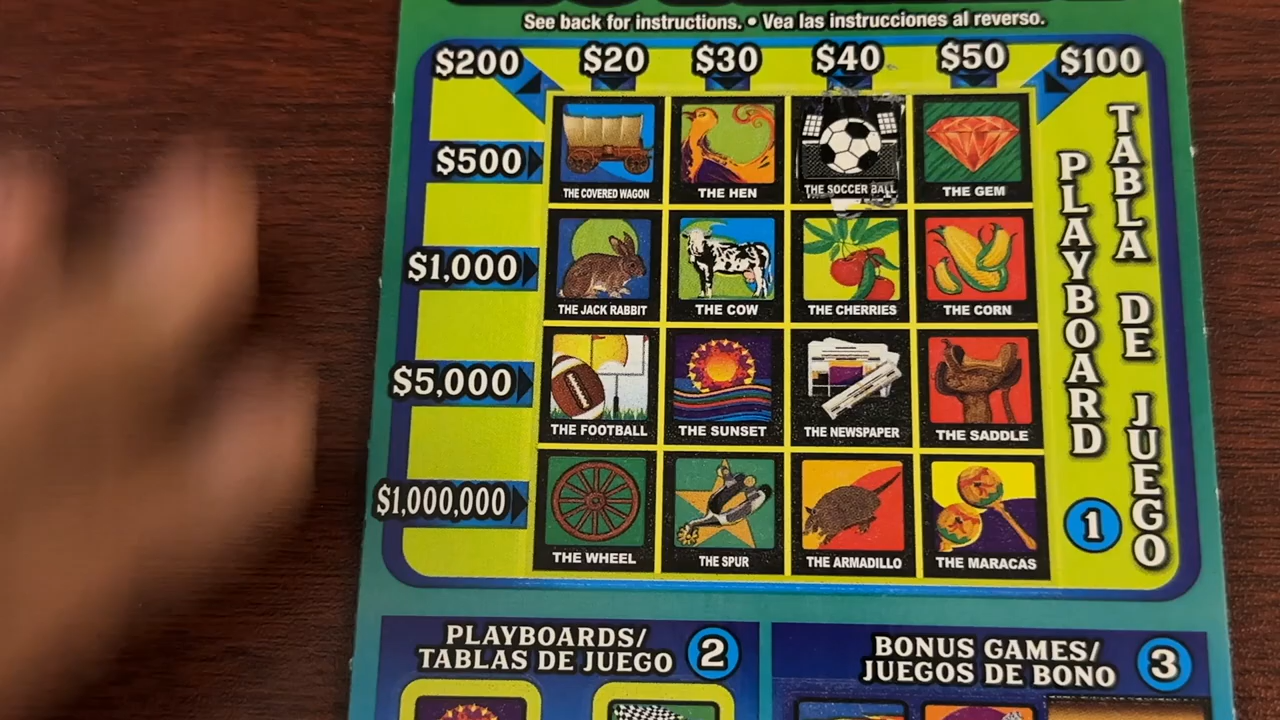 See back for instructions. • Vea las instrucciones al reverso.
$200 $20 $30 $40 $50 $100
$500
THE COVERED WAGON THE HEN THE SOCCER BALL THE GEM
$1,000
THE JACK RABBIT THE COW THE CHERRIES THE CORN
$5,000
THE FOOTBALL THE SUNSET THE NEWSPAPER THE SADDLE
$1,000,000
THE WHEEL THE SPUR THE ARMADILLO THE MARACAS
PLAYBOARD
TABLA DE JUEGO
1
PLAYBOARDS/
TABLAS DE JUEGO
2
BONUS GAMES/
JUEGOS DE BONO
3